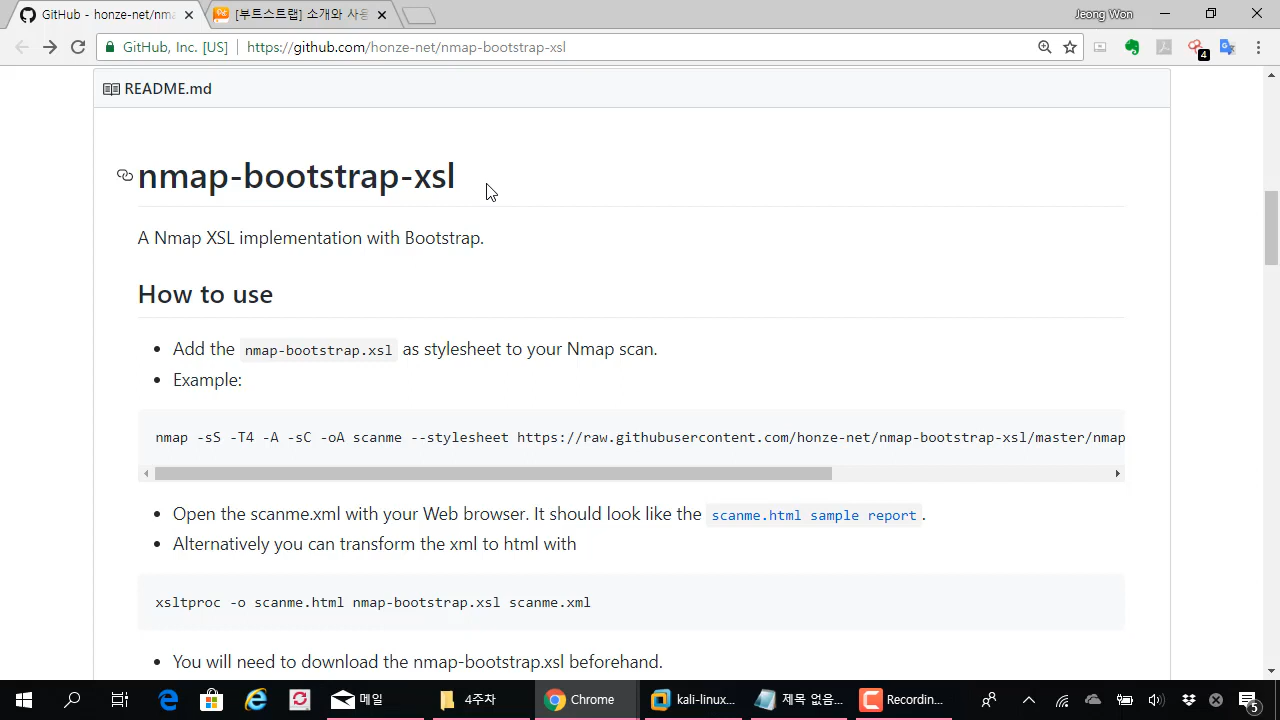 GitHub - honze-net/nma
[부트스트랩] 소개와 사용
Jeong Won
GitHub, Inc. [US]
https://github.com/honze-net/nmap-bootstrap-xsl
4
README.md
nmap-bootstrap-xsl
A Nmap XSL implementation with Bootstrap.
How to use
Add the nmap-bootstrap.xsl as stylesheet to your Nmap scan.
Example:
nmap -sS -T4 -A -sC -oA scanme --stylesheet https://raw.githubusercontent.com/honze-net/nmap-bootstrap-xsl/master/nmap
Open the scanme.xml with your Web browser. It should look like the scanme.html sample report.
Alternatively you can transform the xml to html with
xsltproc -o scanme.html nmap-bootstrap.xsl scanme.xml
You will need to download the nmap-bootstrap.xsl beforehand.
메일
4주차
Chrome
kali-linux...
제목 없음...
Recordin...
5